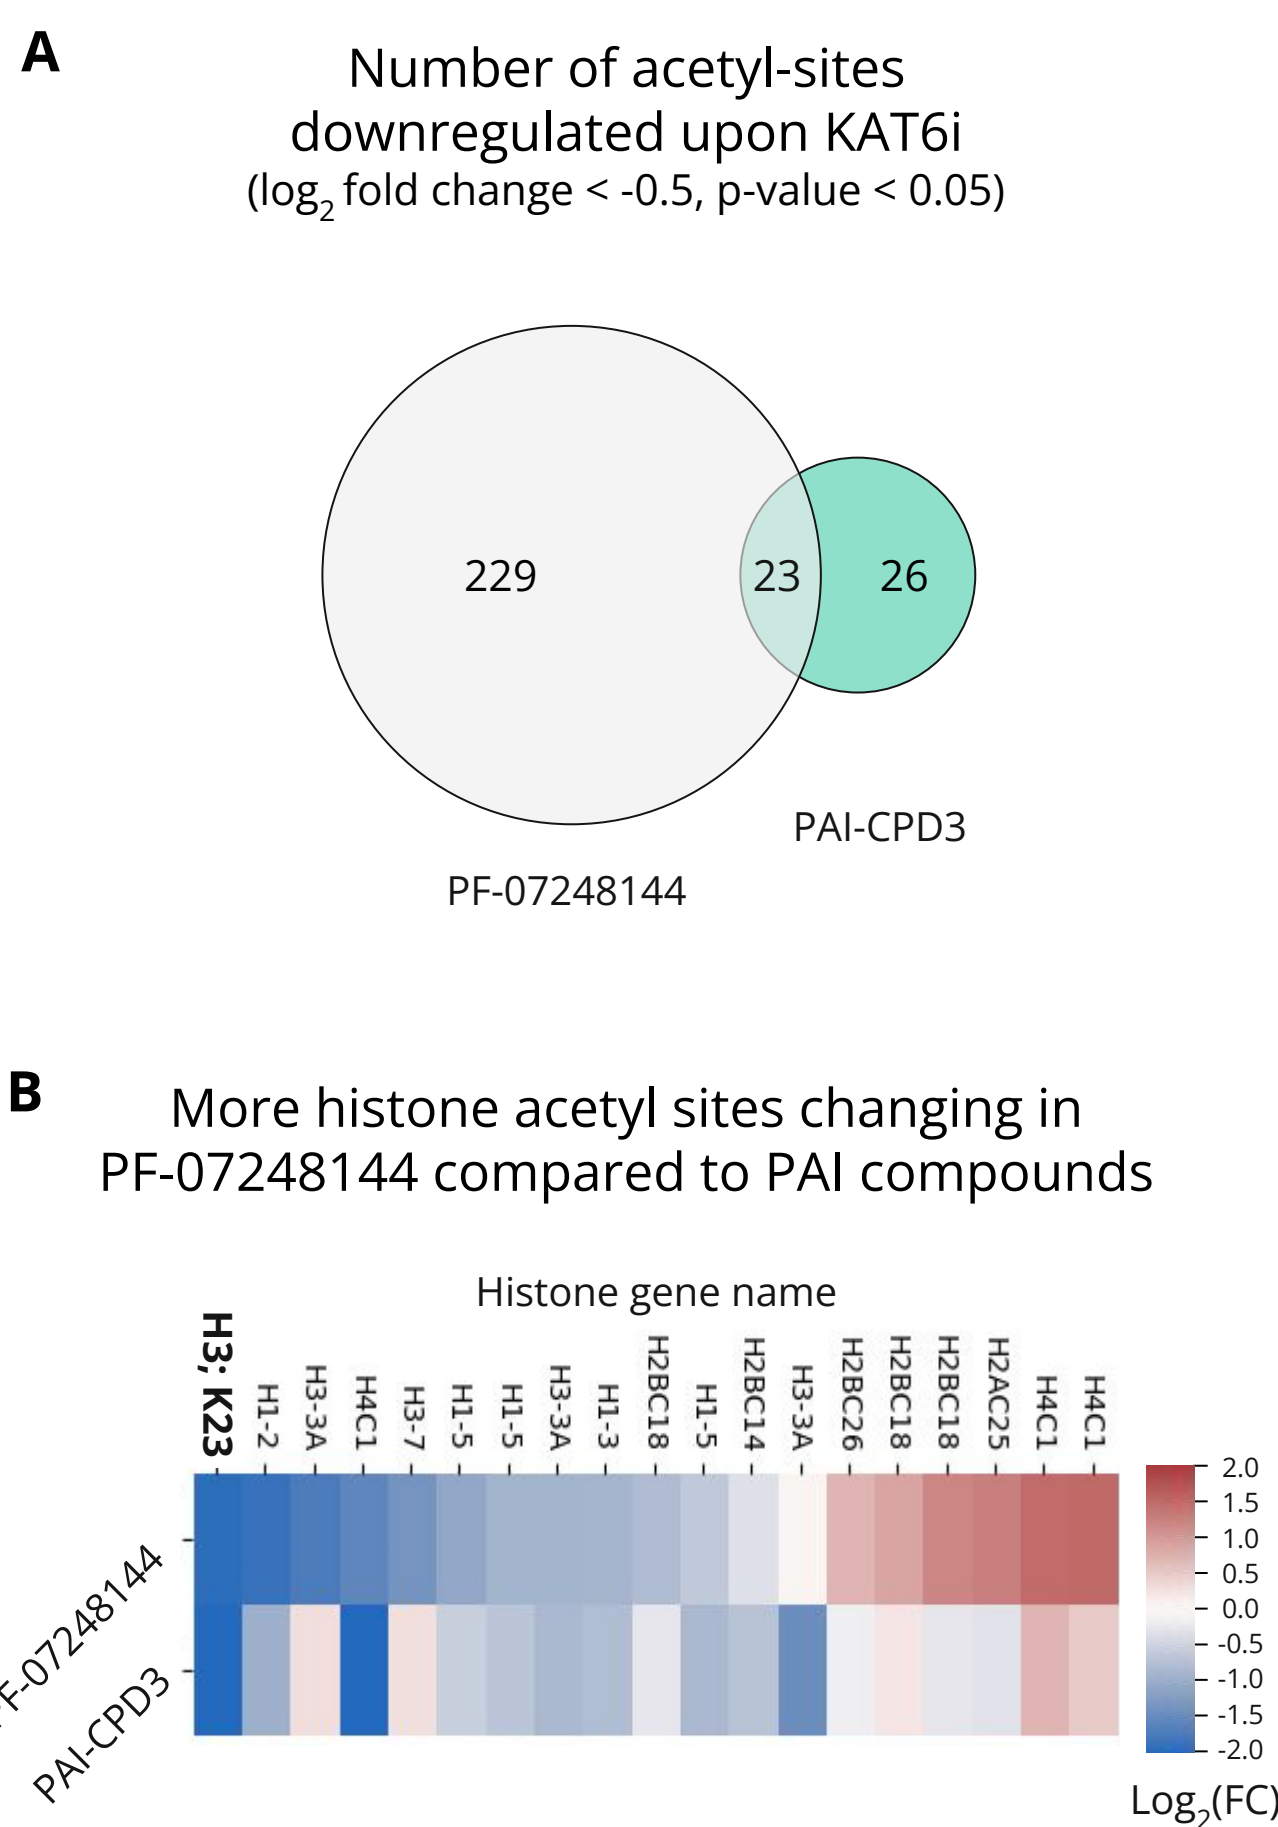 A
Number of acetyl-sites
downregulated upon KAT6i
(log2 fold change < -0.5, p-value < 0.05)
229
23
26
PAI-CPD3
PF-07248144
B
More histone acetyl sites changing in
PF-07248144 compared to PAI compounds
Histone gene name
H3; K23
H1-2
H3-3A
H4C1
H3-7
H1-5
H1-5
H3-3A
H1-3
H2BC18
H1-5
H2BC14
H3-3A
H2BC26
H2BC18
H2BC18
H2AC25
H4C1
H4C1
F-07248144
PAI-CPD3
2.0
1.5
1.0
0.5
0.0
-0.5
-1.0
-1.5
-2.0
Log2(FC)